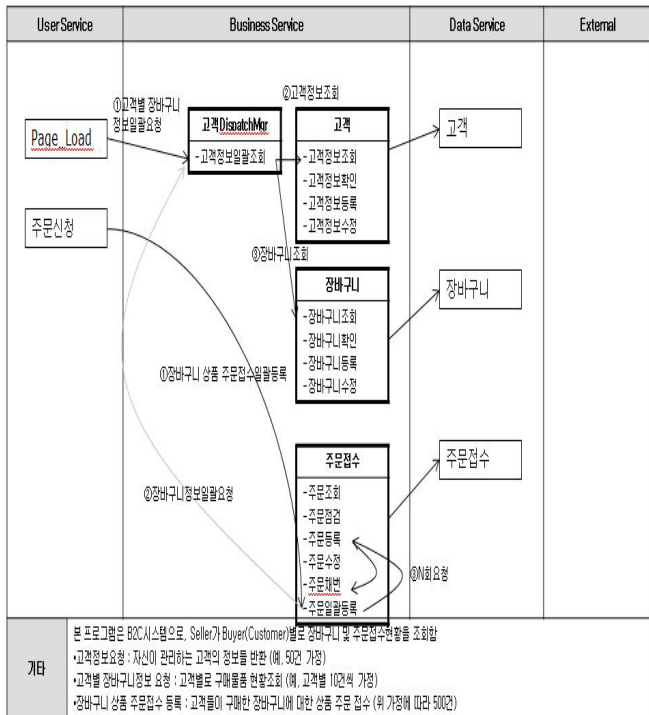 User Service
Business Service
Data Service
External
①고객별 장바구니
정보일괄요청
②고객정보조회
Page_Load
고객DispatchMgr
-고객정보일괄조회
고객
-고객정보조회
-고객정보확인
-고객정보등록
-고객정보수정
고객
주문신청
③장바구니조회
장바구니
-장바구니조회
-장바구니확인
-장바구니등록
-장바구니수정
장바구니
①장바구니 상품 주문접수일괄등록
주문접수
-주문조회
-주문점검
-주문등록
-주문수정
-주문채번
-주문일괄등록
주문접수
②장바구니정보일괄요청
③N회요청
기타
본 프로그램은 B2C시스템으로, Seller가 Buyer(Customer)별로 장바구니 및 주문접수현황을 조회함
•고객정보요청 : 자신이 관리하는 고객의 정보들 반환 (예, 50건 가정)
•고객별 장바구니정보 요청 : 고객별로 구매물품 현황조회 (예, 고객별 10건씩 가정)
•장바구니 상품 주문접수 등록 : 고객들이 구매한 장바구니에 대한 상품 주문 접수 (위 가정에 따라 500건)